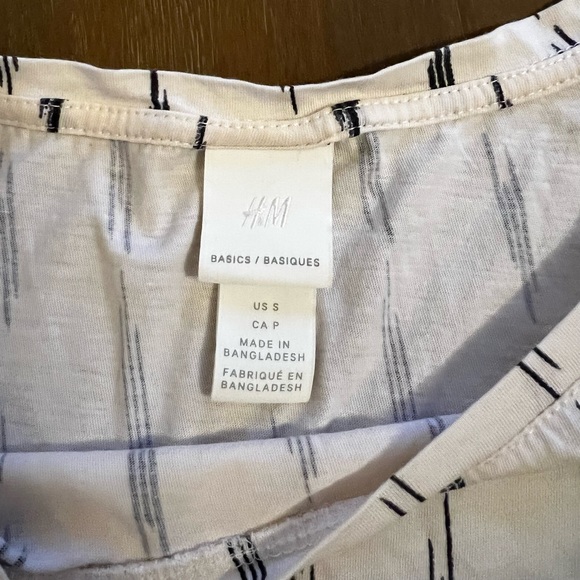 H&M
BASICS / BASIQUES
US S
CA P
MADE IN
BANGLADESH
FABRIQUÉ EN
BANGLADESH